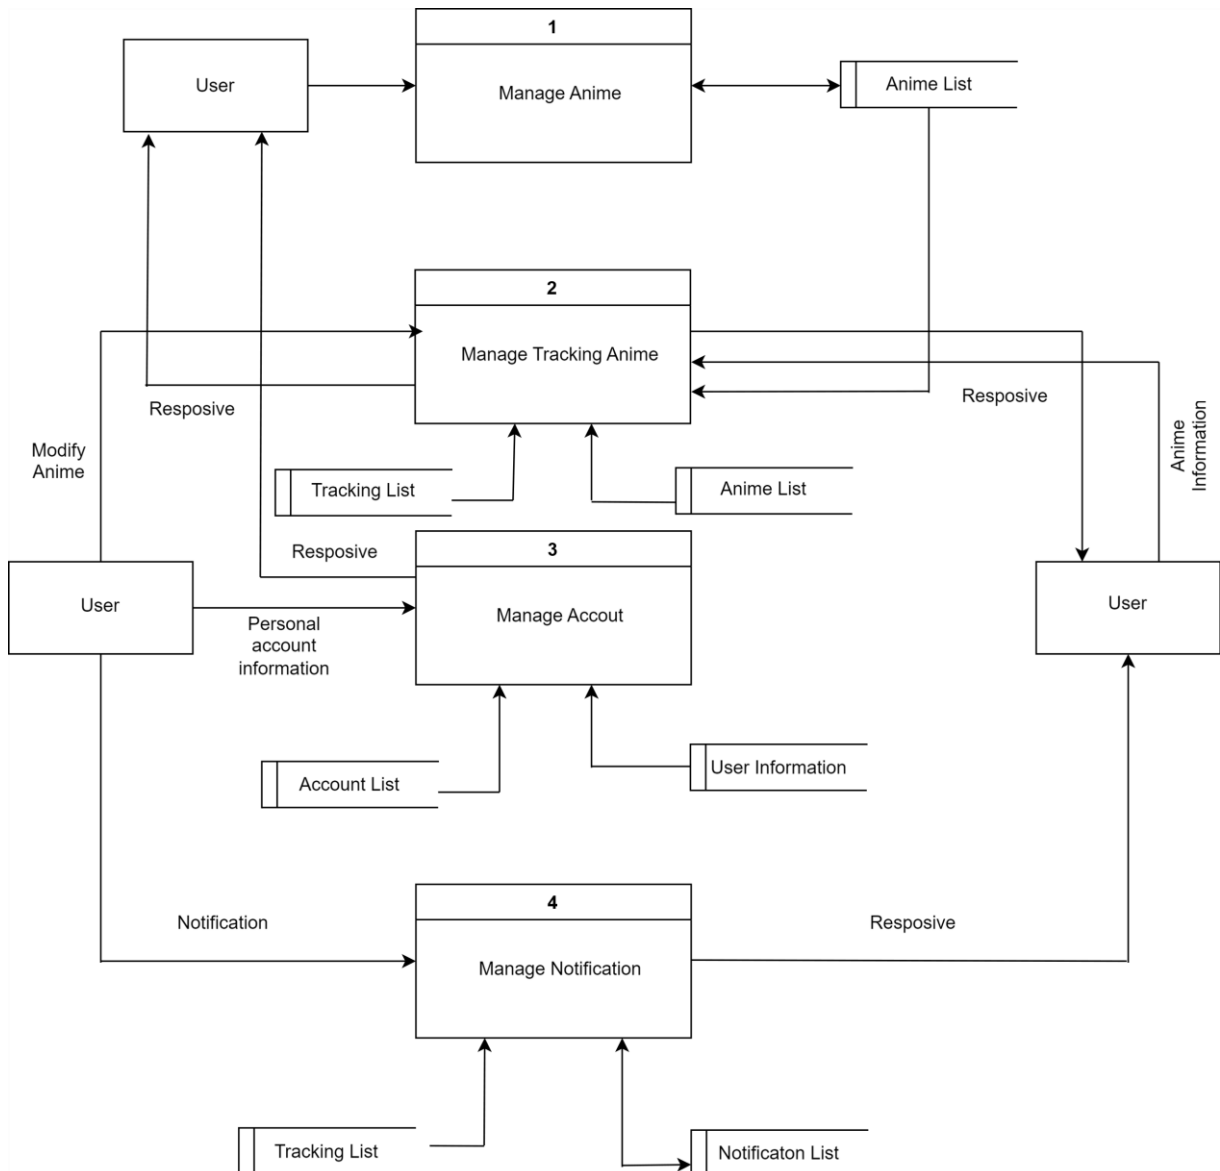 1
User
Manage Anime
Anime List
2
Manage Tracking Anime
Resposive
Resposive
Modify
Anime
Anime
Information
Tracking List
Anime List
Resposive
3
User
Manage Accout
User
Personal
account
information
Account List
User Information
4
Notification
Resposive
Manage Notification
Tracking List
Notificaton List